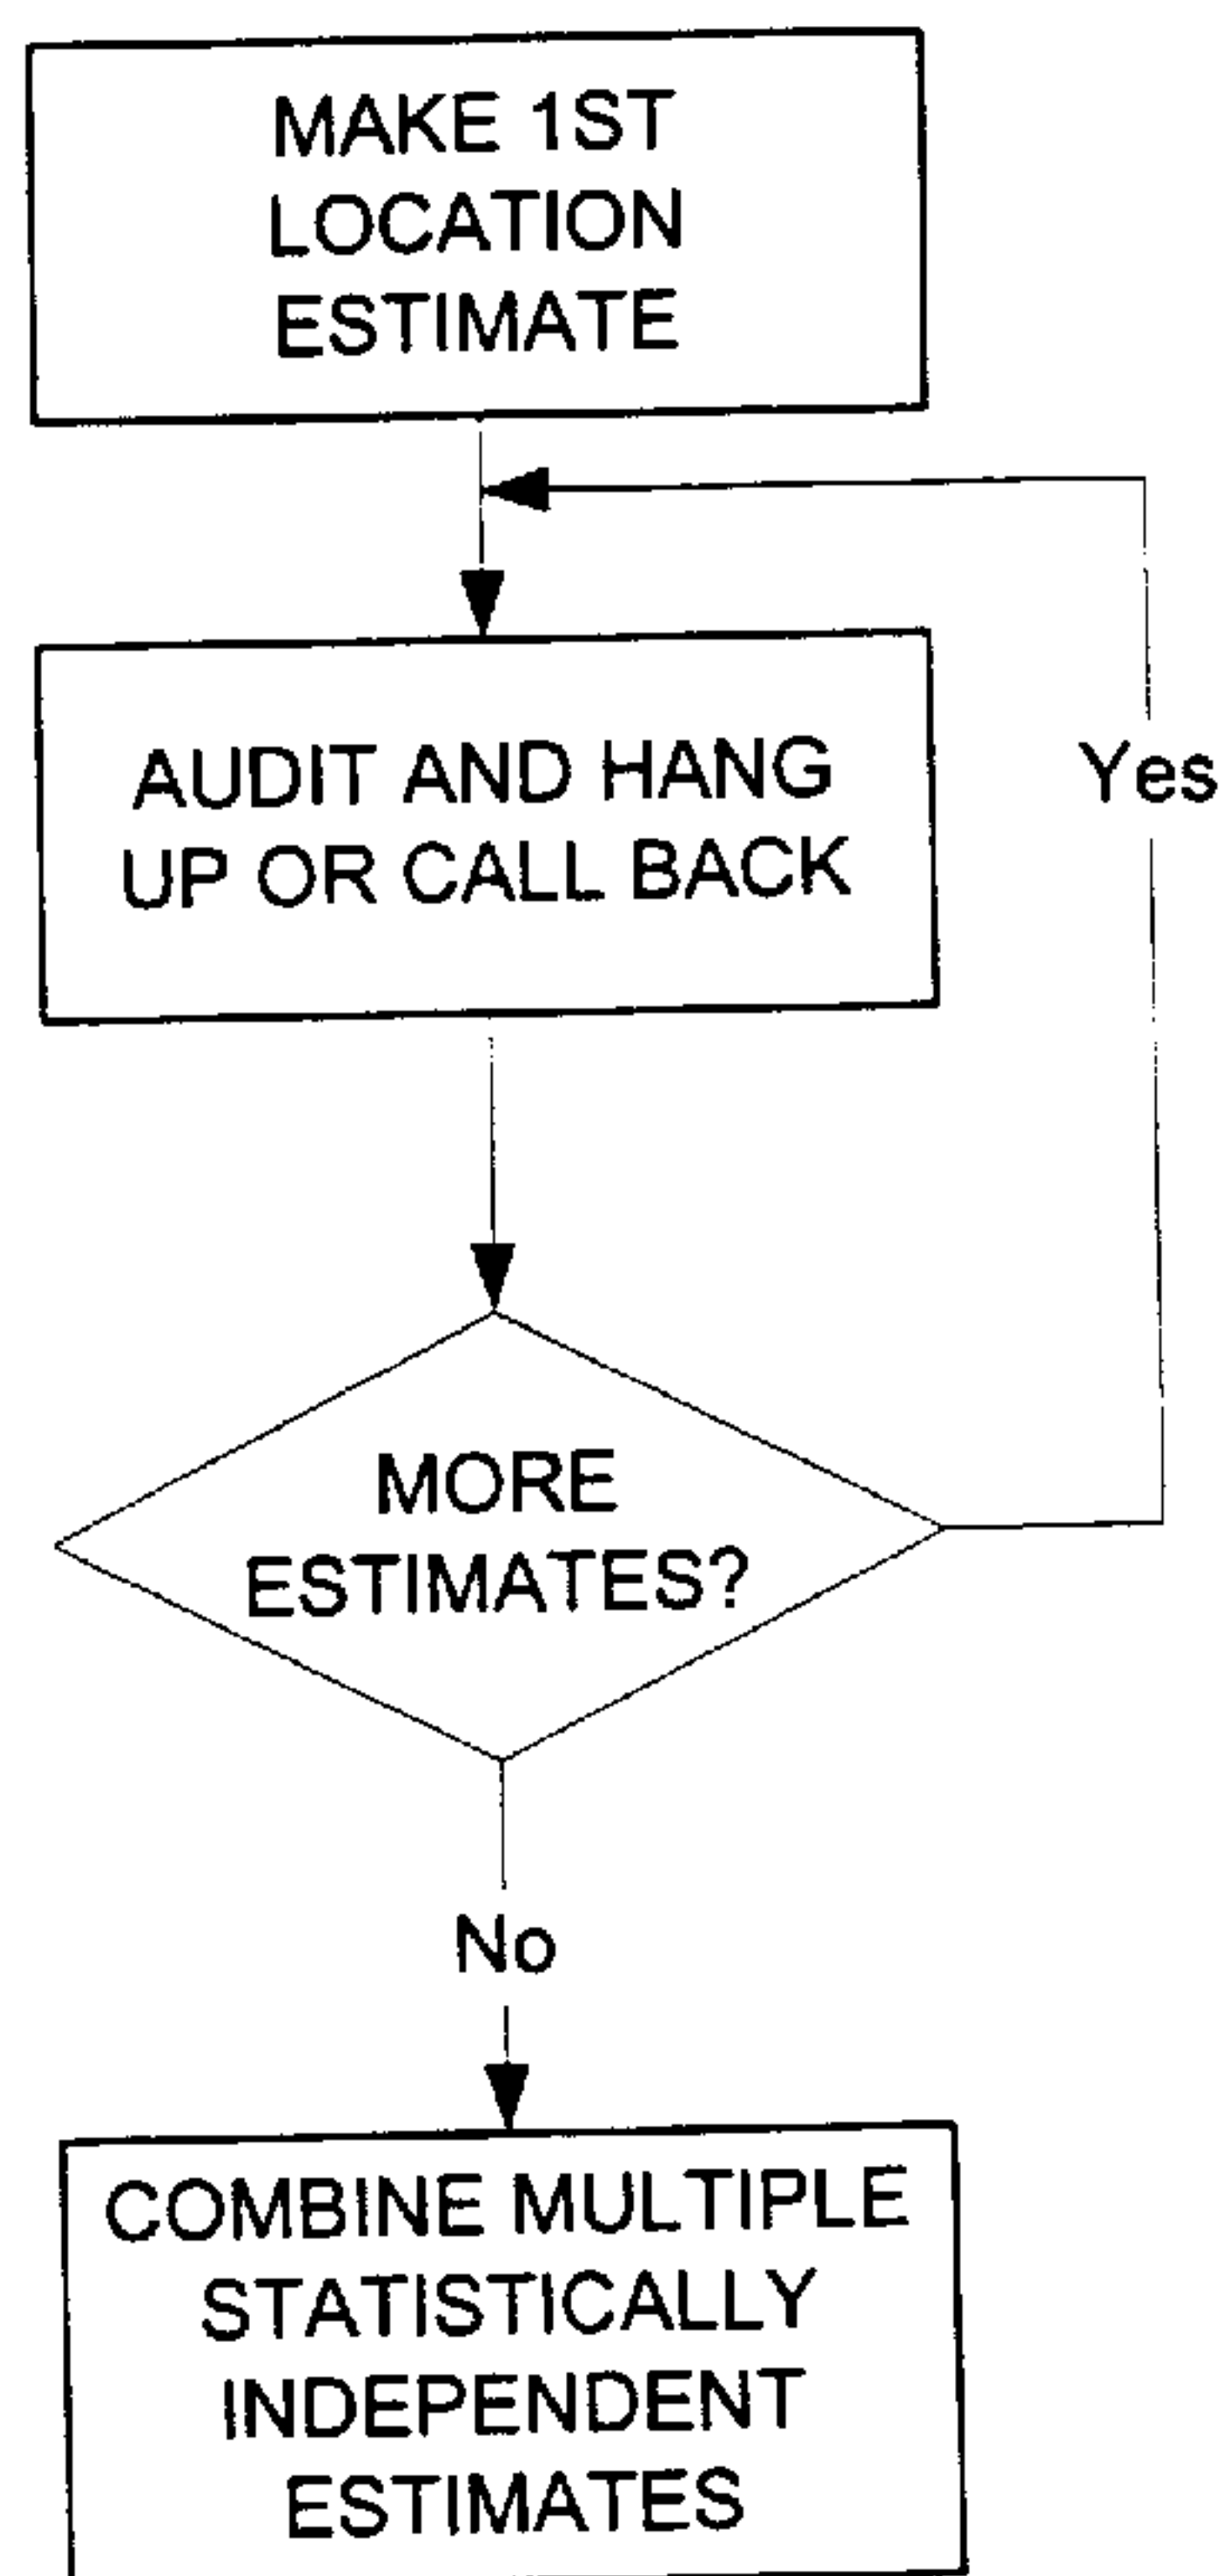 MAKE 1ST
LOCATION
ESTIMATE
AUDIT AND HANG
UP OR CALL BACK
Yes
MORE
ESTIMATES?
No
COMBINE MULTIPLE
STATISTICALLY
INDEPENDENT
ESTIMATES